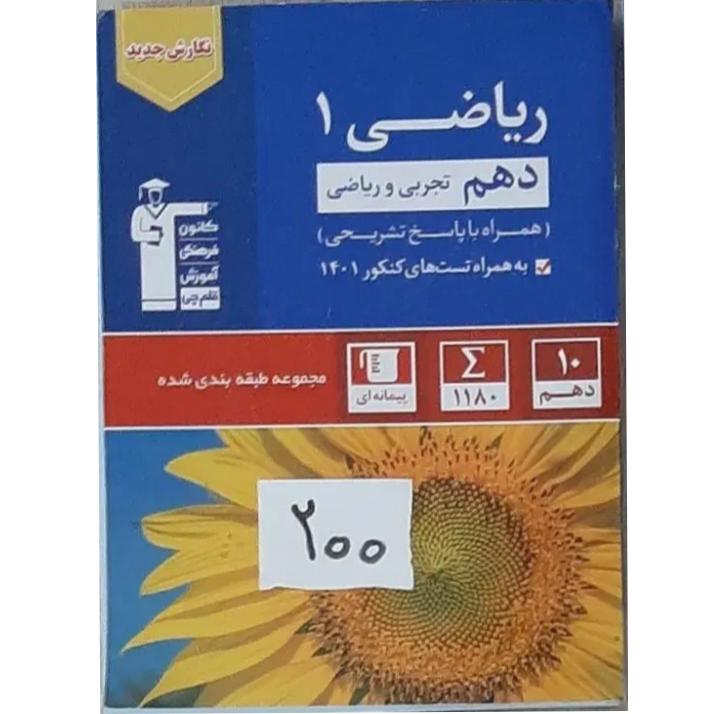 نگارش جدید
ریاضی ۱
دهم تجربی و ریاضی
(همراه با پاسخ تشریحی)
به همراه تست‌های کنکور ۱۴۰۱
کانون
فرهنگی
آموزش
قلم‌چی
۱۰
دهم
Σ
۱۱۸۰
پیمانه‌ای
مجموعه طبقه بندی شده
۲۰۰